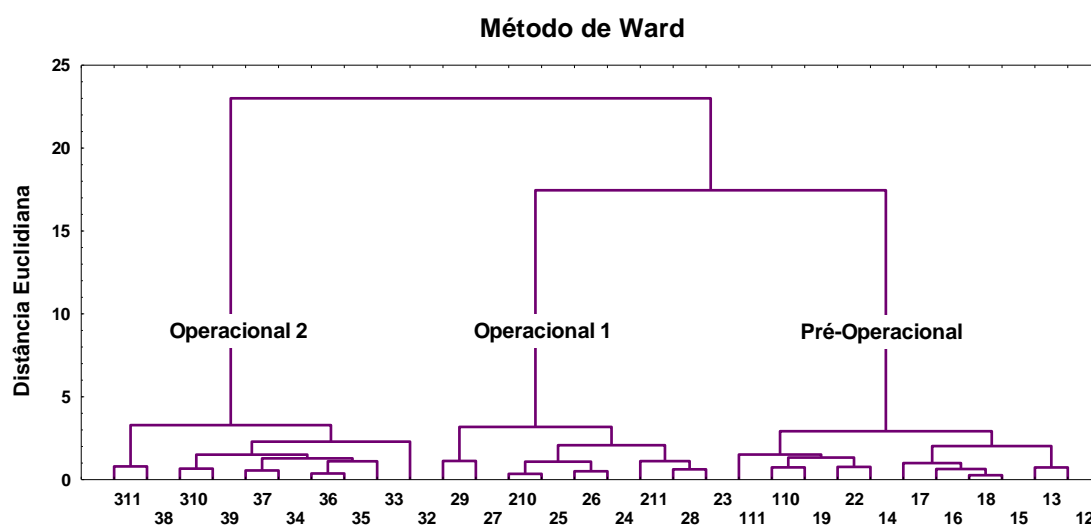 Método de Ward
Distância Euclidiana
25
20
15
10
5
0
Operacional 2 Operacional 1 Pré-Operacional
311 310 37 36 33 29 210 26 211 23 110 22 17 18 13
38 39 34 35 32 27 25 24 28 111 19 14 16 15 12